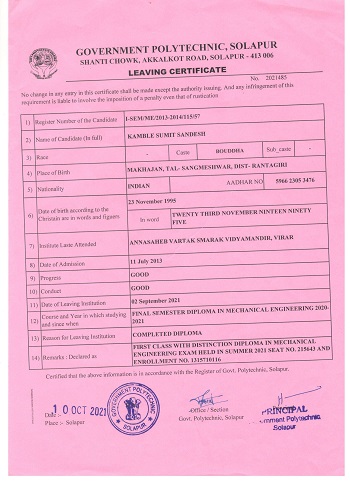 GOVERNMENT POLYTECHNIC, SOLAPUR
SHANTI CHOWK, AKKALKOT ROAD, SOLAPUR - 413 006
LEAVING CERTIFICATE
No. 2021485
No change in any entry in this certificate shall be made except the authority issuing. And any infringement of this
requirement is liable to involve the imposition of a penalty even that of rustication
1) Register Number of the Candidate I-SEM/ME/2013-2014/115/57
2) Name of Candidate (In full) KAMBLE SUMIT SANDESH
3) Race - Caste BOUDDHA Sub_caste -
4) Place of Birth MAKHAJAN, TAL- SANGMESHWAR, DIST- RANTAGIRI
5) Nationality INDIAN AADHAR NO 5966 2305 3476
6) Date of birth according to the Christain are in words and figuers 23 November 1995
In word TWENTY THIRD NOVEMBER NINTEEN NINETY FIVE
7) Institute Laste Attended ANNASAHEB VARTAK SMARAK VIDYAMANDIR, VIRAR
8) Date of Admission 11 July 2013
9) Progress GOOD
10) Conduct GOOD
11) Date of Leaving Institution 02 September 2021
12) Course and Year in which studying and since when FINAL SEMESTER DIPLOMA IN MECHANICAL ENGINEERING 2020-2021
13) Reason for Leaving Institution COMPLETED DIPLOMA
14) Remarks : Declared as FIRST CLASS WITH DISTINCTION DIPLOMA IN MECHANICAL ENGINEERING EXAM HELD IN SUMMER 2021 SEAT NO. 215643 AND ENROLLMENT NO. 1315710116
Certified that the above information is in accordance with the Register of Govt. Polytechnic, Solapur.
Date :- 10 OCT 2021
Place :- Solapur
GOVERNMENT POLYTECHNIC
SOLAPUR
Office / Section
Govt. Polytechnic, Solapur
PRINCIPAL
Polytechnic
Solapur